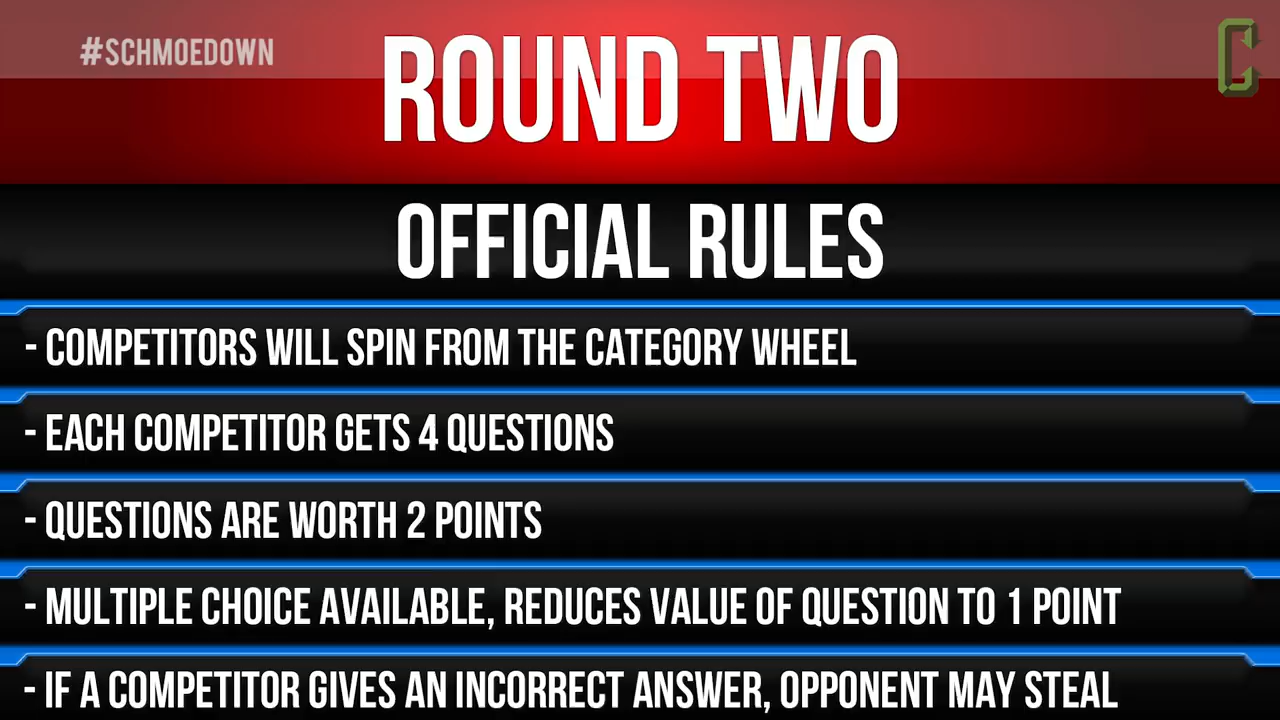 #SCHMOEDOWN
ROUND TWO
OFFICIAL RULES
- COMPETITORS WILL SPIN FROM THE CATEGORY WHEEL
- EACH COMPETITOR GETS 4 QUESTIONS
- QUESTIONS ARE WORTH 2 POINTS
- MULTIPLE CHOICE AVAILABLE, REDUCES VALUE OF QUESTION TO 1 POINT
- IF A COMPETITOR GIVES AN INCORRECT ANSWER, OPPONENT MAY STEAL